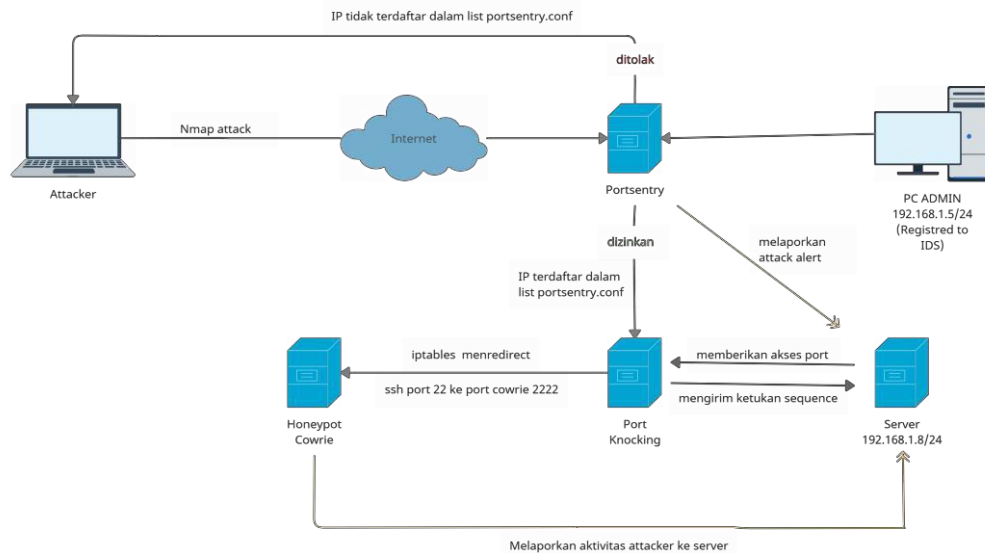 IP tidak terdaftar dalam list portsentry.conf
ditolak
Nmap attack
Internet
Attacker
Portsentry
PC ADMIN
192.168.1.5/24
(Registred to
IDS)
dizinkan
melaporkan
attack alert
IP terdaftar dalam
list portsentry.conf
iptables menredirect
ssh port 22 ke port cowrie 2222
memberikan akses port
mengirim ketukan sequence
Honeypot
Cowrie
Port
Knocking
Server
192.168.1.8/24
Melaporkan aktivitas attacker ke server